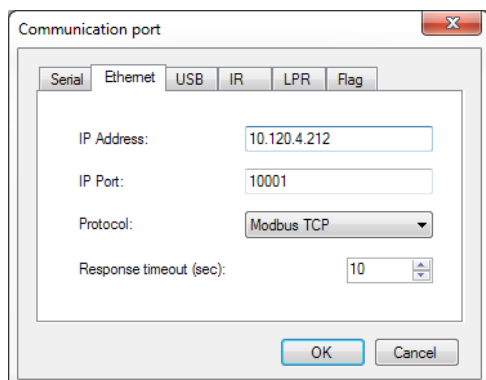 Communication port
Serial Ethernet USB IR LPR Flag
IP Address: 10.120.4.212
IP Port: 10001
Protocol: Modbus TCP
Response timeout (sec): 10
OK Cancel